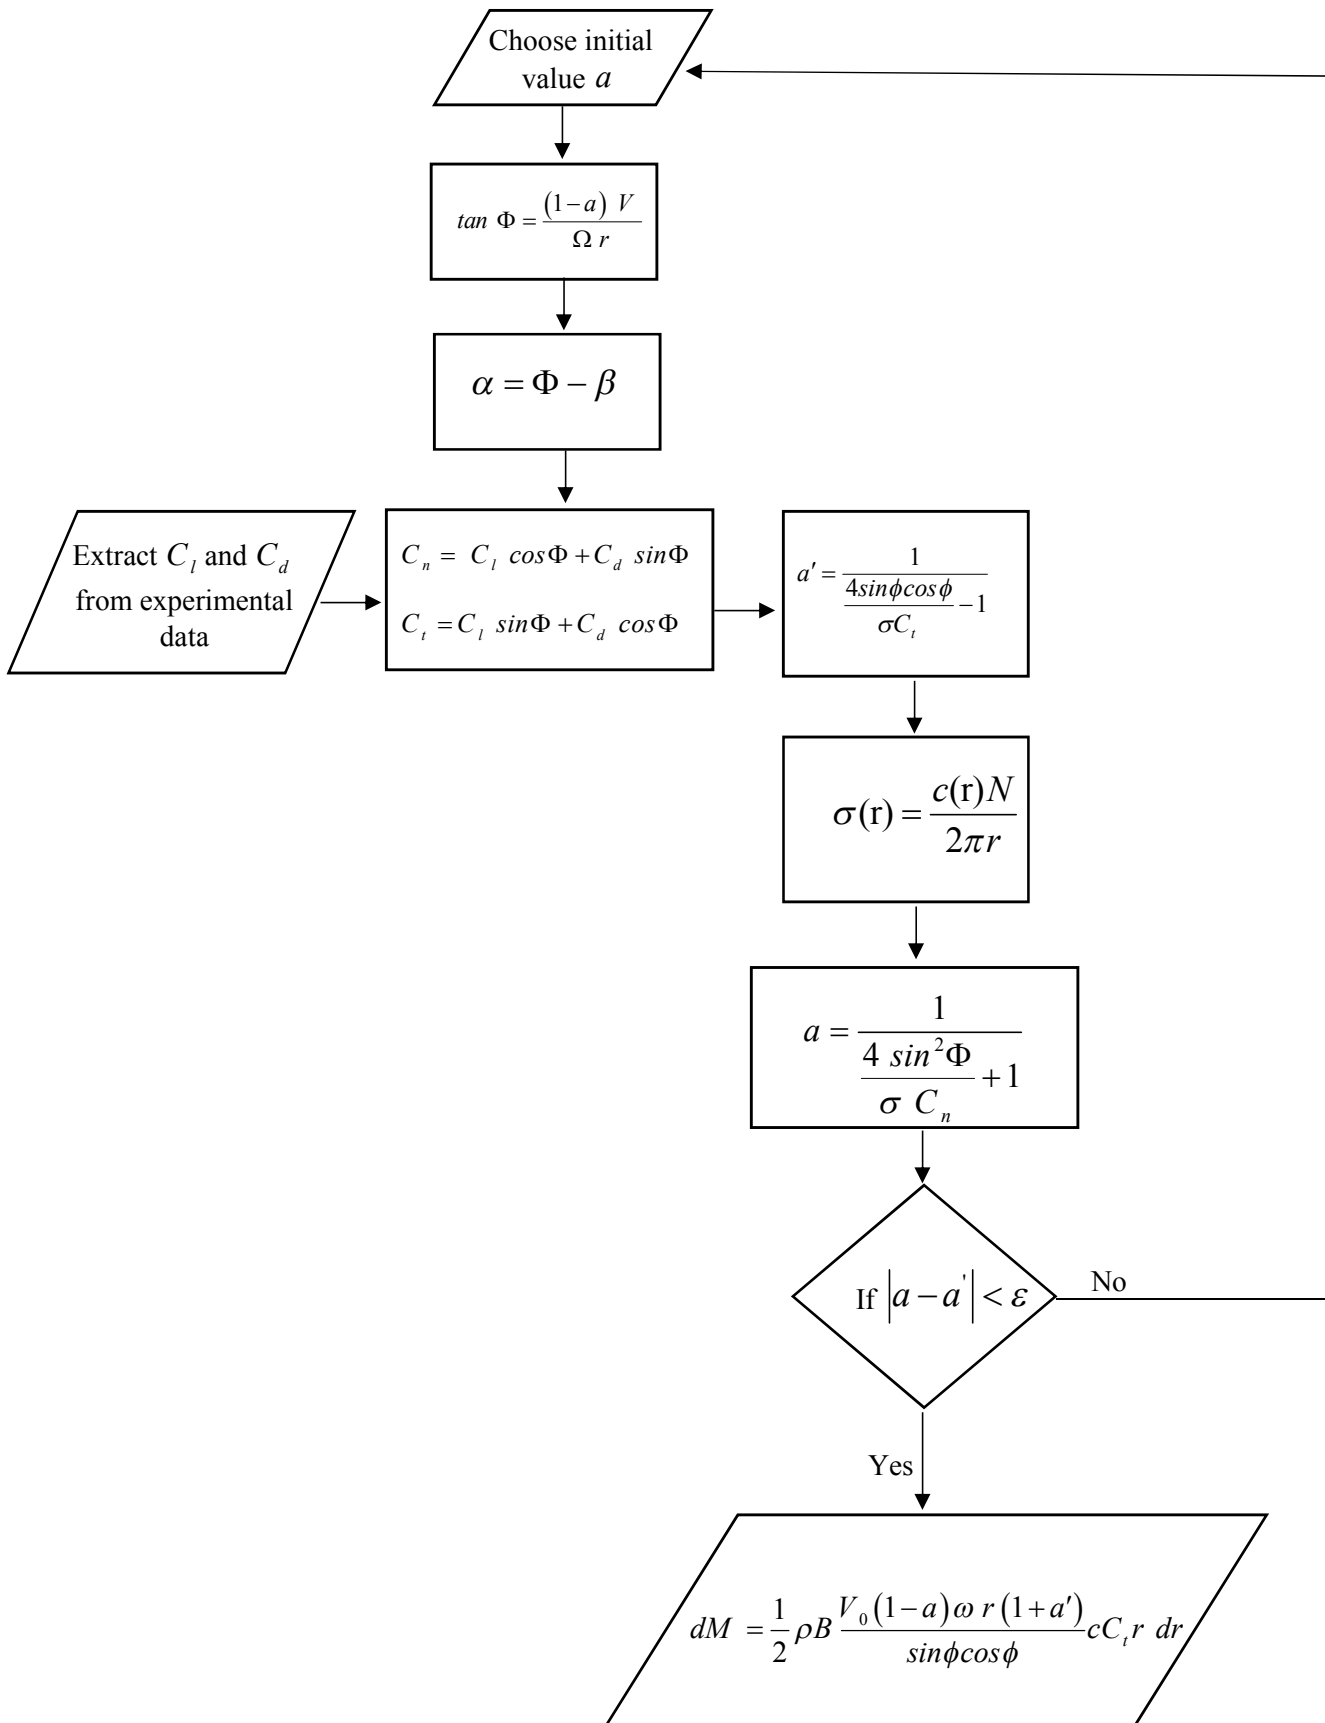 Choose initial
value a
tan Φ = (1−a) V / Ω r
α = Φ − β
Extract C_l and C_d
from experimental
data
C_n = C_l cosΦ + C_d sinΦ
C_t = C_l sinΦ + C_d cosΦ
a′ = 1 / (4sinϕcosϕ / σC_t − 1)
σ(r) = c(r)N / 2πr
a = 1 / (4 sin²Φ / σ C_n + 1)
If |a − a'| < ε
No
Yes
dM = 1/2 ρB V_0 (1−a) ω r (1+a′) / sinϕcosϕ cC_t r dr